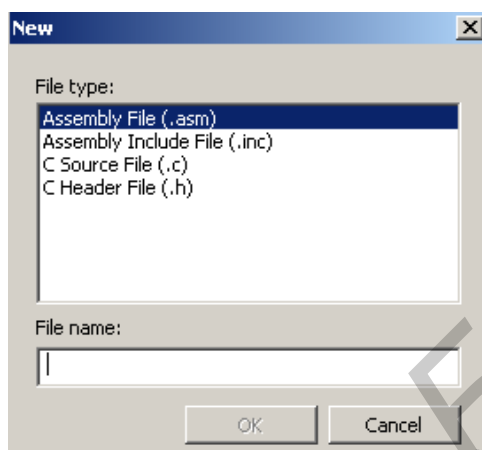 New
File type:
Assembly File (.asm)
Assembly Include File (.inc)
C Source File (.c)
C Header File (.h)
File name:
OK
Cancel